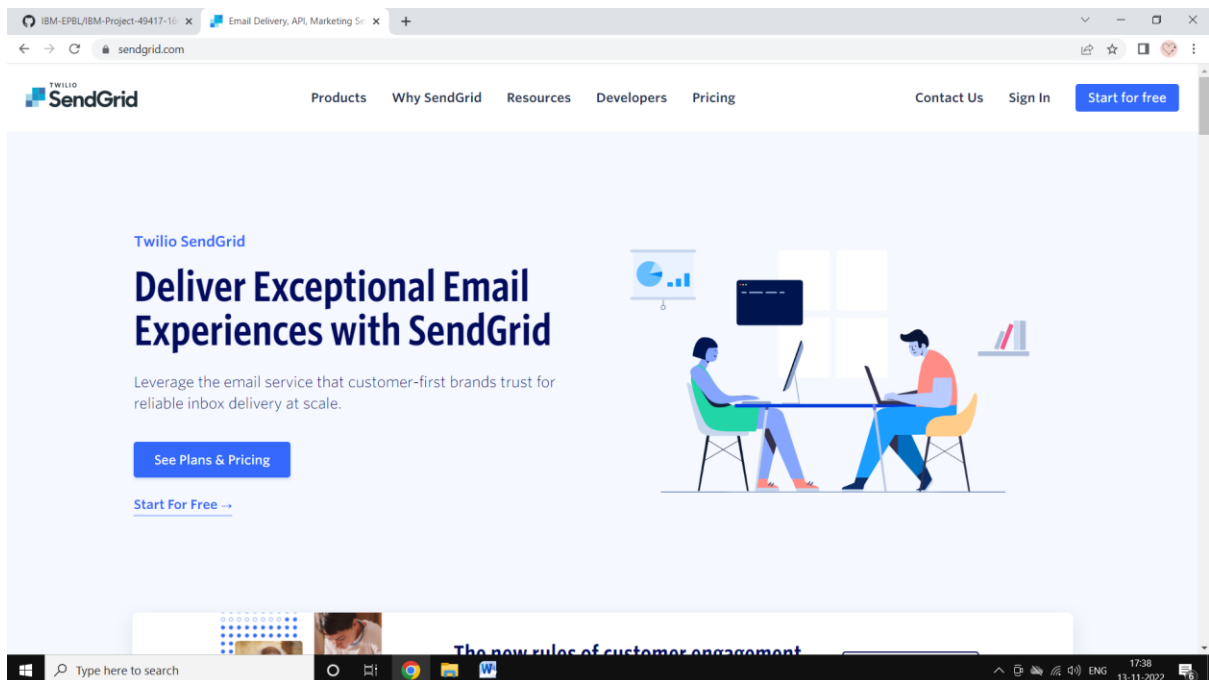 IBM-EPBL/IBM-Project-49417-16
Email Delivery, API, Marketing Se
sendgrid.com
TWILIO
SendGrid
Products Why SendGrid Resources Developers Pricing Contact Us Sign In Start for free
Twilio SendGrid
Deliver Exceptional Email
Experiences with SendGrid
Leverage the email service that customer-first brands trust for
reliable inbox delivery at scale.
See Plans & Pricing
Start For Free →
The new rules of customer engagement
Type here to search
ENG
17:38
13-11-2022
6